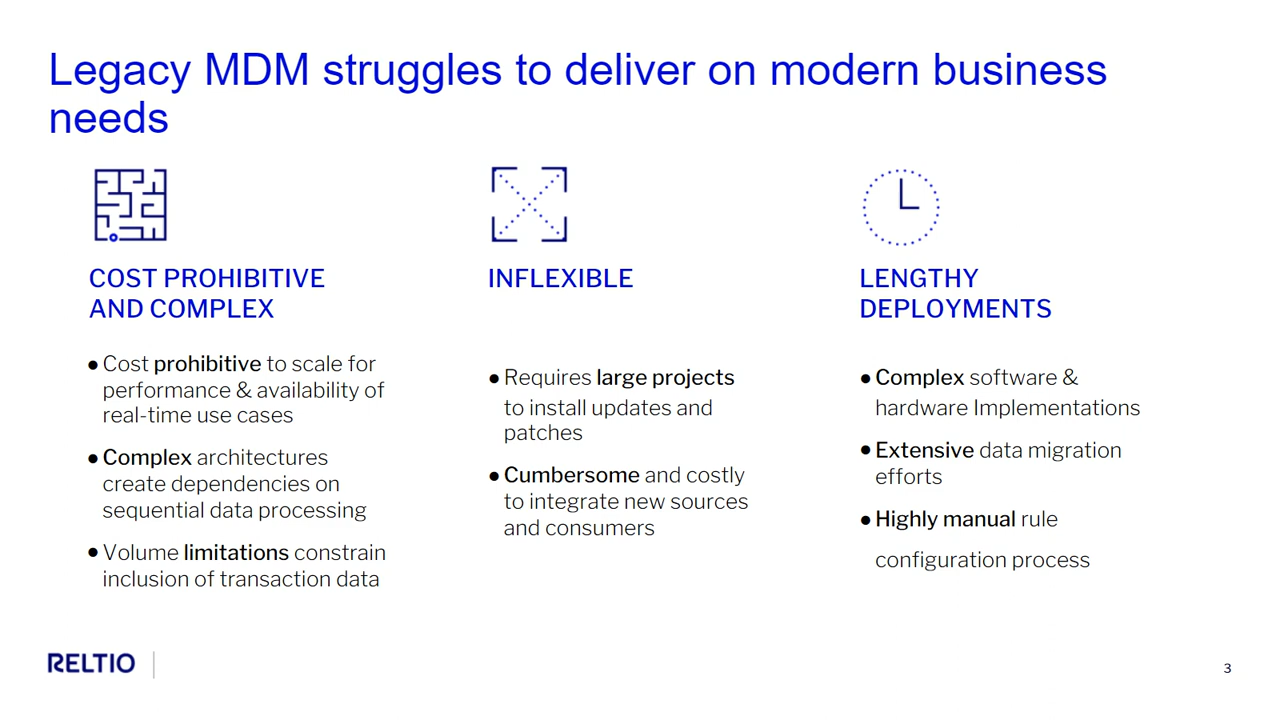 Legacy MDM struggles to deliver on modern business
needs
COST PROHIBITIVE
AND COMPLEX
● Cost prohibitive to scale for
performance & availability of
real-time use cases
● Complex architectures
create dependencies on
sequential data processing
● Volume limitations constrain
inclusion of transaction data
INFLEXIBLE
● Requires large projects
to install updates and
patches
● Cumbersome and costly
to integrate new sources
and consumers
LENGTHY
DEPLOYMENTS
● Complex software &
hardware Implementations
● Extensive data migration
efforts
● Highly manual rule
configuration process
RELTIO
3